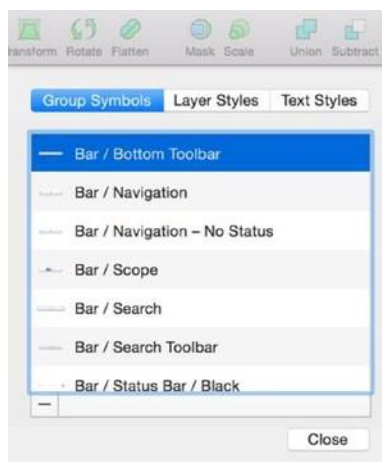 Transform Rotate Flatten Mask Scale Union Subtract
Group Symbols Layer Styles Text Styles
Bar / Bottom Toolbar
Bar / Navigation
Bar / Navigation – No Status
Bar / Scope
Bar / Search
Bar / Search Toolbar
Bar / Status Bar / Black
Close